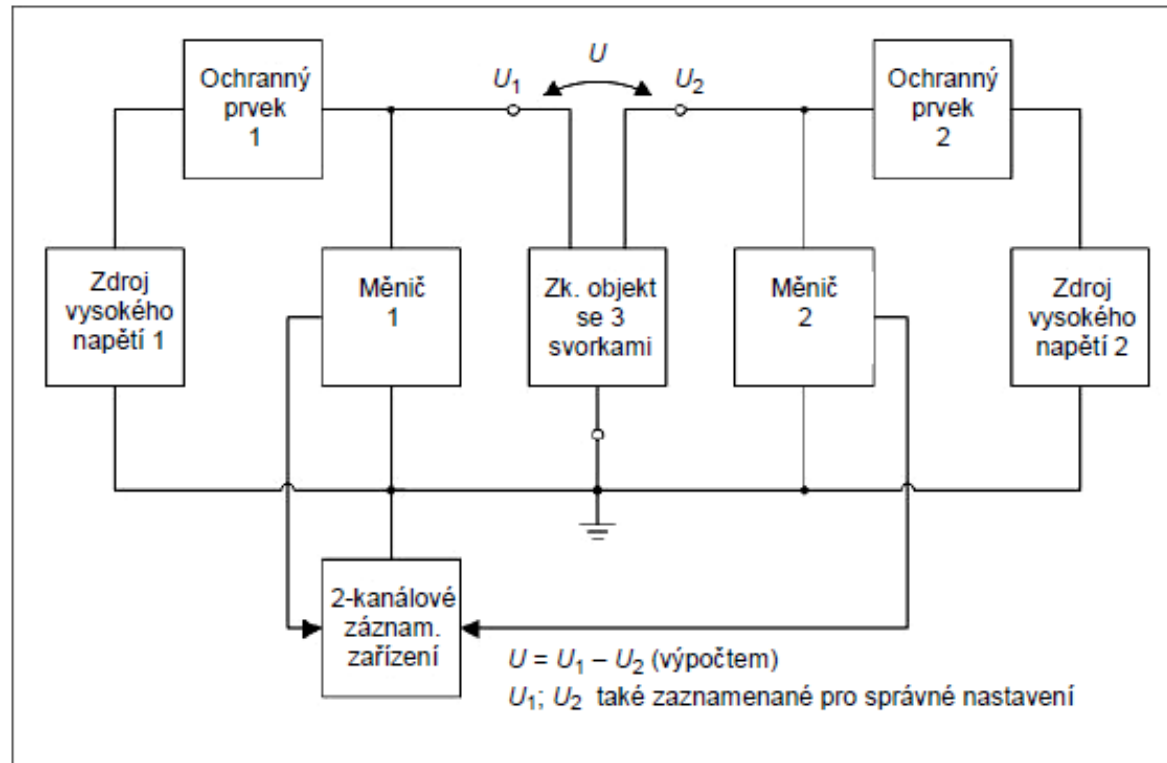 U
U1
U2
Ochranný
prvek
1
Ochranný
prvek
2
Zdroj
vysokého
napětí 1
Měnič
1
Zk. objekt
se 3
svorkami
Měnič
2
Zdroj
vysokého
napětí 2
2-kanálové
záznam.
zařízení
U = U1 – U2 (výpočtem)
U1; U2 také zaznamenané pro správné nastavení